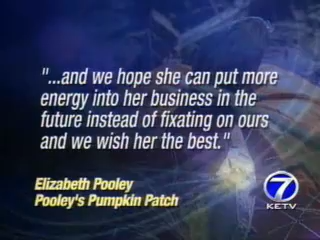 "...and we hope she can put more
energy into her business in the
future instead of fixating on ours
and we wish her the best."
Elizabeth Pooley
Pooley's Pumpkin Patch
7
KETV